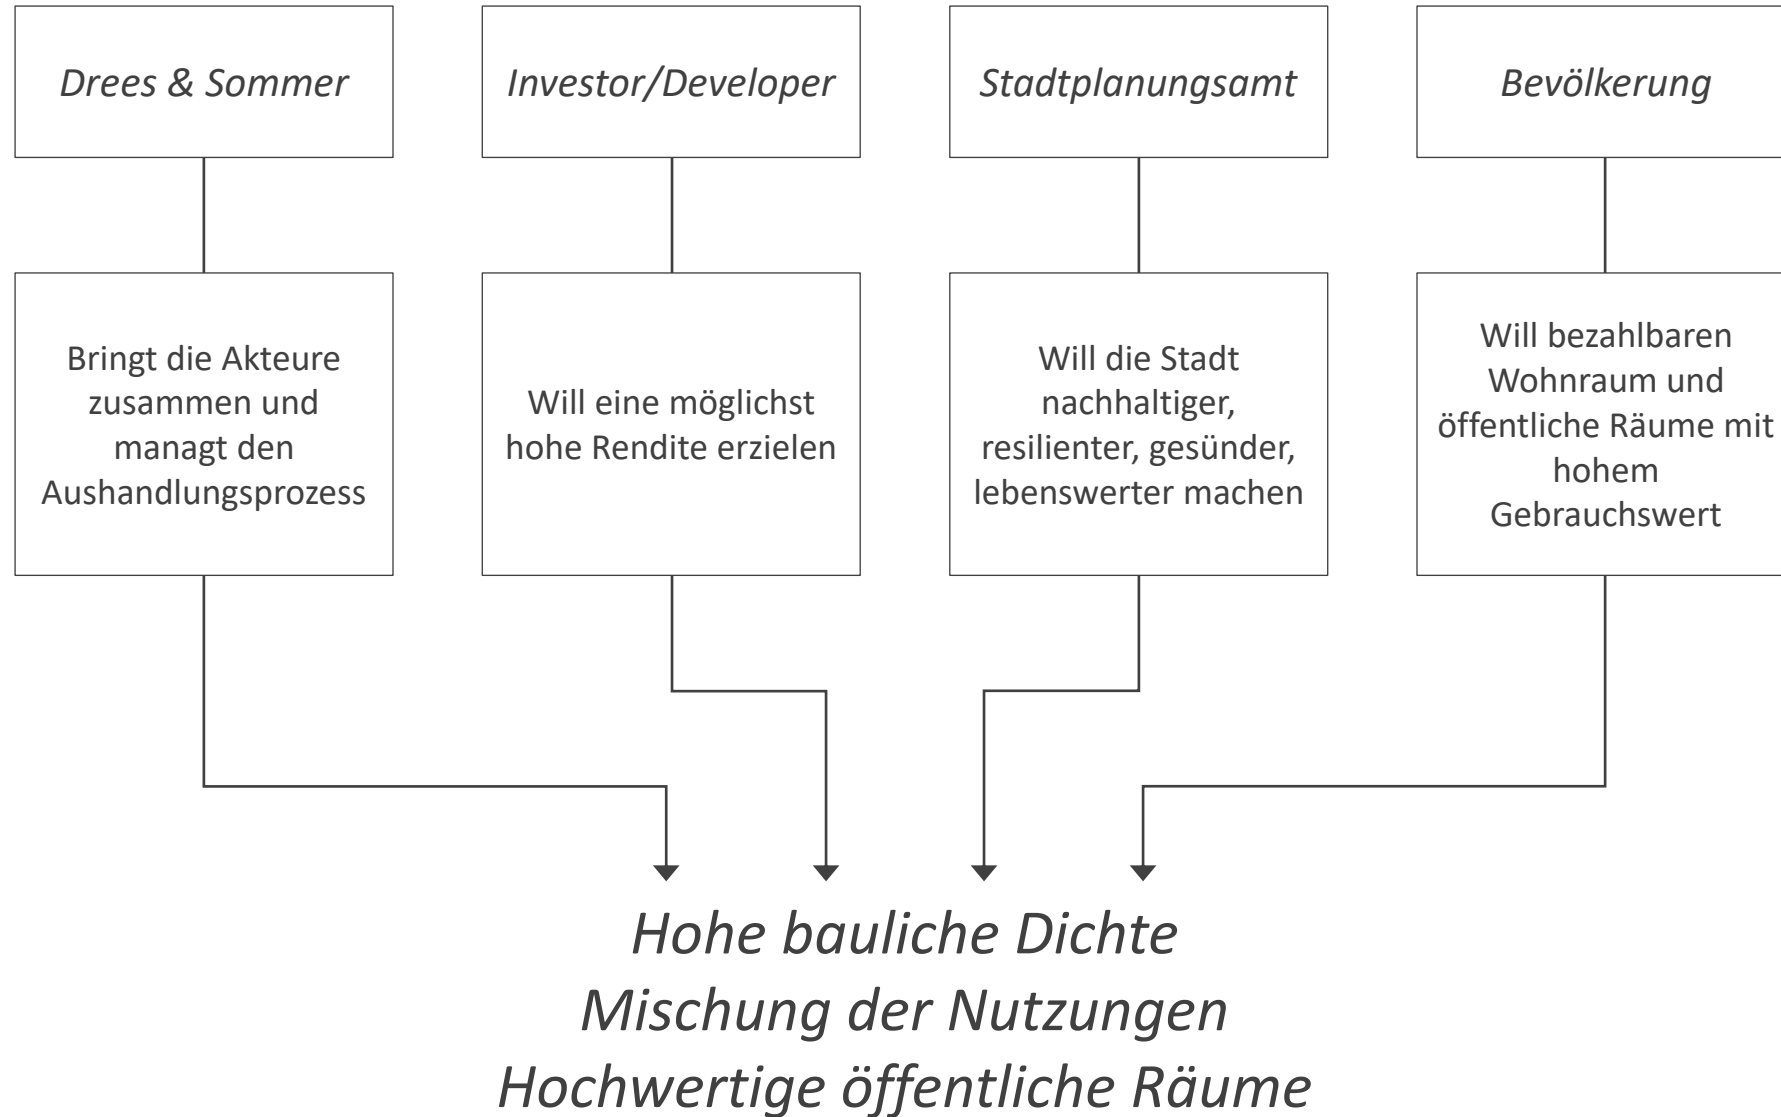 Drees & Sommer
Investor/Developer
Stadtplanungsamt
Bevölkerung
Bringt die Akteure
zusammen und
managt den
Aushandlungsprozess
Will eine möglichst
hohe Rendite erzielen
Will die Stadt
nachhaltiger,
resilienter, gesünder,
lebenswerter machen
Will bezahlbaren
Wohnraum und
öffentliche Räume mit
hohem
Gebrauchswert
Hohe bauliche Dichte
Mischung der Nutzungen
Hochwertige öffentliche Räume